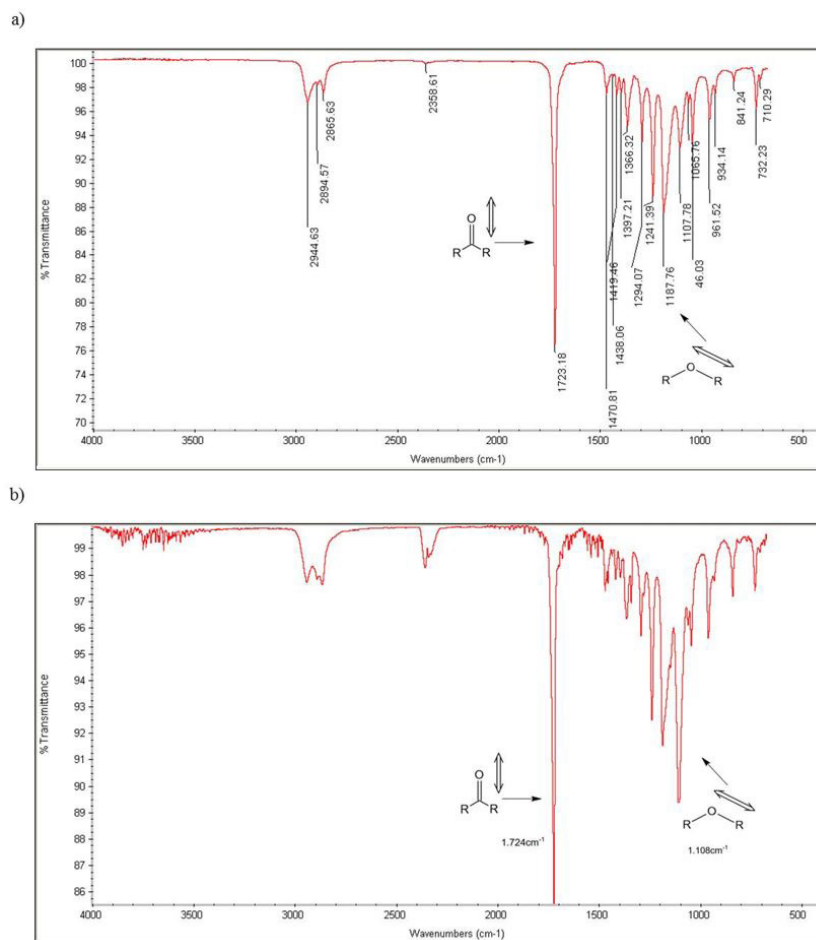 a)
100
98
96
94
92
90
88
86
84
82
80
78
76
74
72
70
% Transmittance
2944.63
2894.57
2865.63
2358.61
1723.18
1470.81
1438.06
1419.46
1397.21
1366.32
1294.07
1241.39
1187.76
1107.78
1065.76
46.03
961.52
934.14
841.24
732.23
710.29
O
R R
O
R R
4000 3000 2500 2000 1500 1000 500
Wavenumbers (cm-1)
b)
99
98
97
96
95
94
93
92
91
90
89
88
87
86
% Transmittance
O
R R
1.724cm-1
O
R R
1.108cm-1
4000 3000 2500 2000 1500 1000 500
Wavenumbers (cm-1)